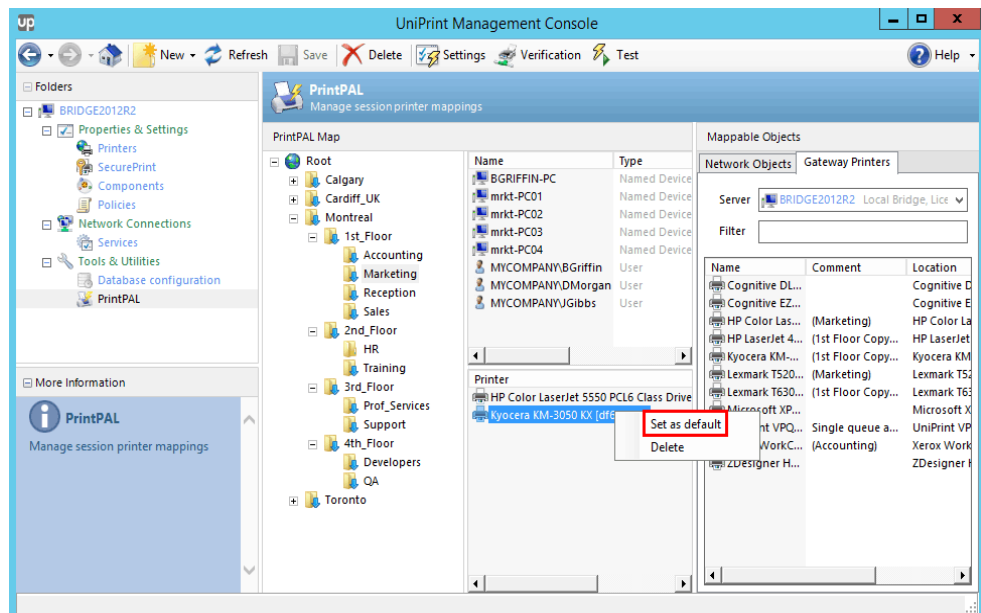 up
UniPrint Management Console
New Refresh Save Delete Settings Verification Test Help
Folders
BRIDGE2012R2
Properties & Settings
Printers
SecurePrint
Components
Policies
Network Connections
Services
Tools & Utilities
Database configuration
PrintPAL
More Information
PrintPAL
Manage session printer mappings
PrintPAL
Manage session printer mappings
PrintPAL Map
Root
Calgary
Cardiff_UK
Montreal
1st_Floor
Accounting
Marketing
Reception
Sales
2nd_Floor
HR
Training
3rd_Floor
Prof_Services
Support
4th_Floor
Developers
QA
Toronto
Name Type
BGRIFFIN-PC Named Device
mrkt-PC01 Named Device
mrkt-PC02 Named Device
mrkt-PC03 Named Device
mrkt-PC04 Named Device
MYCOMPANY\BGriffin User
MYCOMPANY\DMorgan User
MYCOMPANY\JGibbs User
Printer
HP Color LaserJet 5550 PCL6 Class Drive
Kyocera KM-3050 KX [df6
Set as default
Delete
Mappable Objects
Network Objects Gateway Printers
Server BRIDGE2012R2 Local Bridge, Lice
Filter
Name Comment Location
Cognitive DL... Cognitive D
Cognitive EZ... Cognitive E
HP Color Las... (Marketing) HP Color La
HP LaserJet 4... (1st Floor Copy... HP LaserJet
Kyocera KM-... (1st Floor Copy... Kyocera KM
Lexmark T520... (Marketing) Lexmark T52
Lexmark T630... (1st Floor Copy... Lexmark T63
Microsoft XP... Microsoft X
nt VPQ... Single queue a... UniPrint VP
WorkC... (Accounting) Xerox Work
ZDesigner H... ZDesigner H